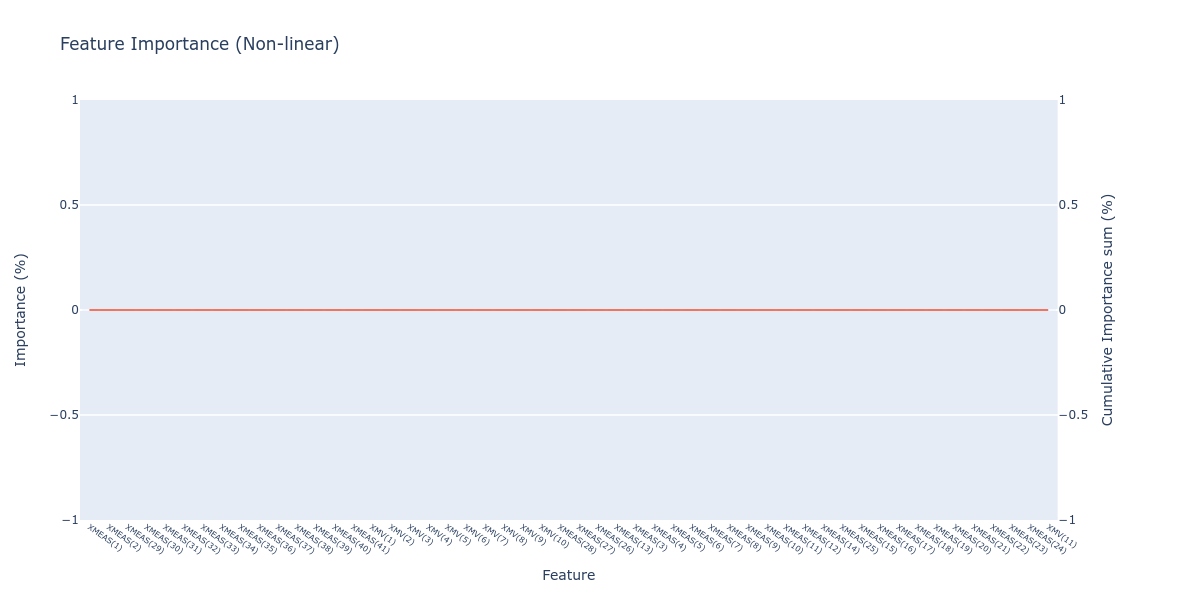 Feature Importance (Non-linear)
1
0.5
0
−0.5
−1
1
0.5
0
−0.5
−1
Importance (%)
Cumulative Importance sum (%)
XMEAS(1)
XMEAS(2)
XMEAS(29)
XMEAS(30)
XMEAS(31)
XMEAS(32)
XMEAS(33)
XMEAS(34)
XMEAS(35)
XMEAS(36)
XMEAS(37)
XMEAS(38)
XMEAS(39)
XMEAS(40)
XMEAS(41)
XMV(1)
XMV(2)
XMV(3)
XMV(4)
XMV(5)
XMV(6)
XMV(7)
XMV(8)
XMV(9)
XMV(10)
XMEAS(28)
XMEAS(27)
XMEAS(26)
XMEAS(13)
XMEAS(3)
XMEAS(4)
XMEAS(5)
XMEAS(6)
XMEAS(7)
XMEAS(8)
XMEAS(9)
XMEAS(10)
XMEAS(11)
XMEAS(12)
XMEAS(14)
XMEAS(25)
XMEAS(15)
XMEAS(16)
XMEAS(17)
XMEAS(18)
XMEAS(19)
XMEAS(20)
XMEAS(21)
XMEAS(22)
XMEAS(23)
XMEAS(24)
XMV(11)
Feature